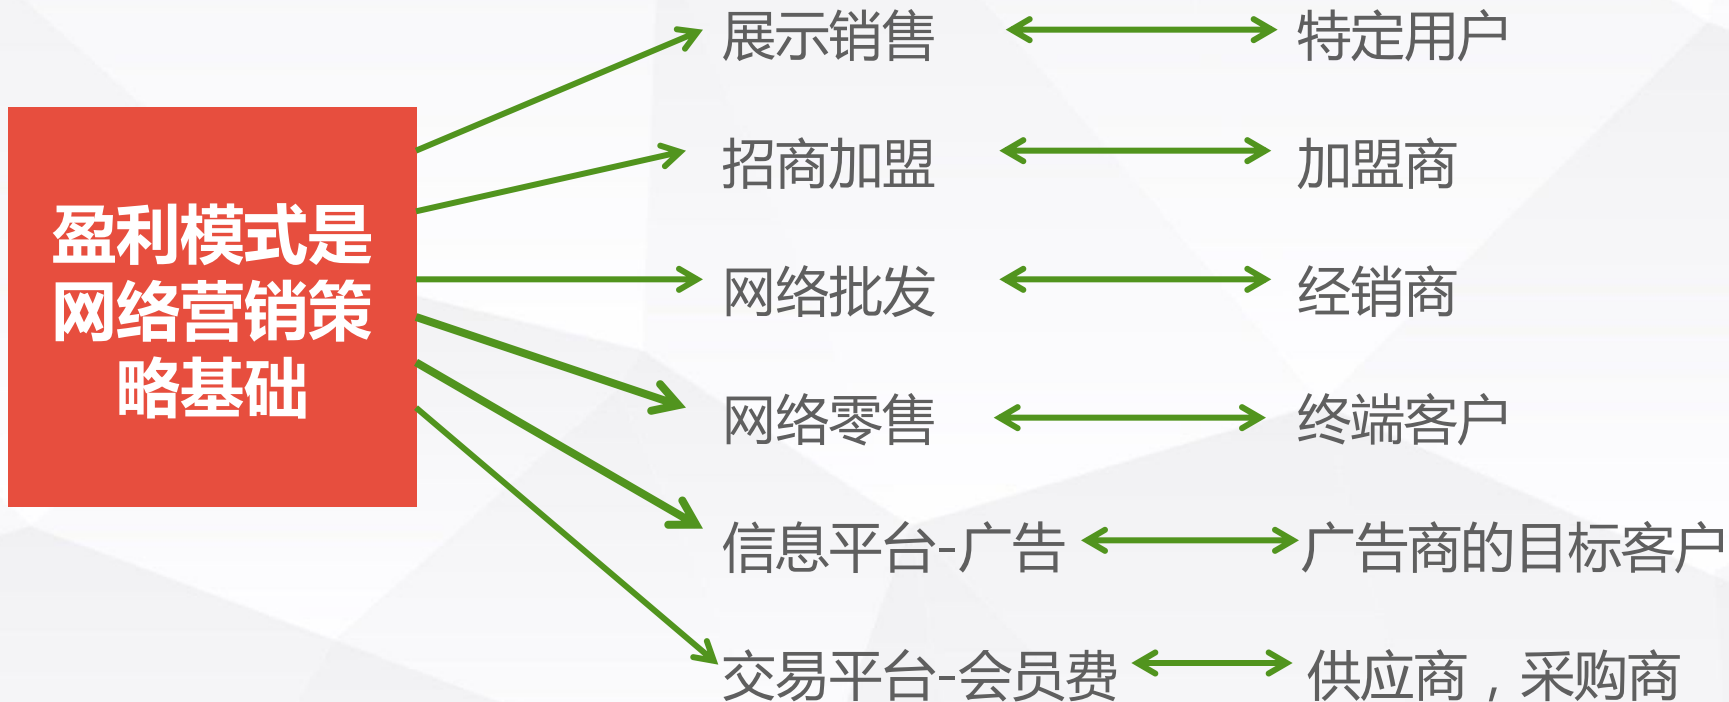 盈利模式是
网络营销策
略基础
展示销售
特定用户
招商加盟
加盟商
网络批发
经销商
网络零售
终端客户
信息平台-广告
广告商的目标客户
交易平台-会员费
供应商，采购商